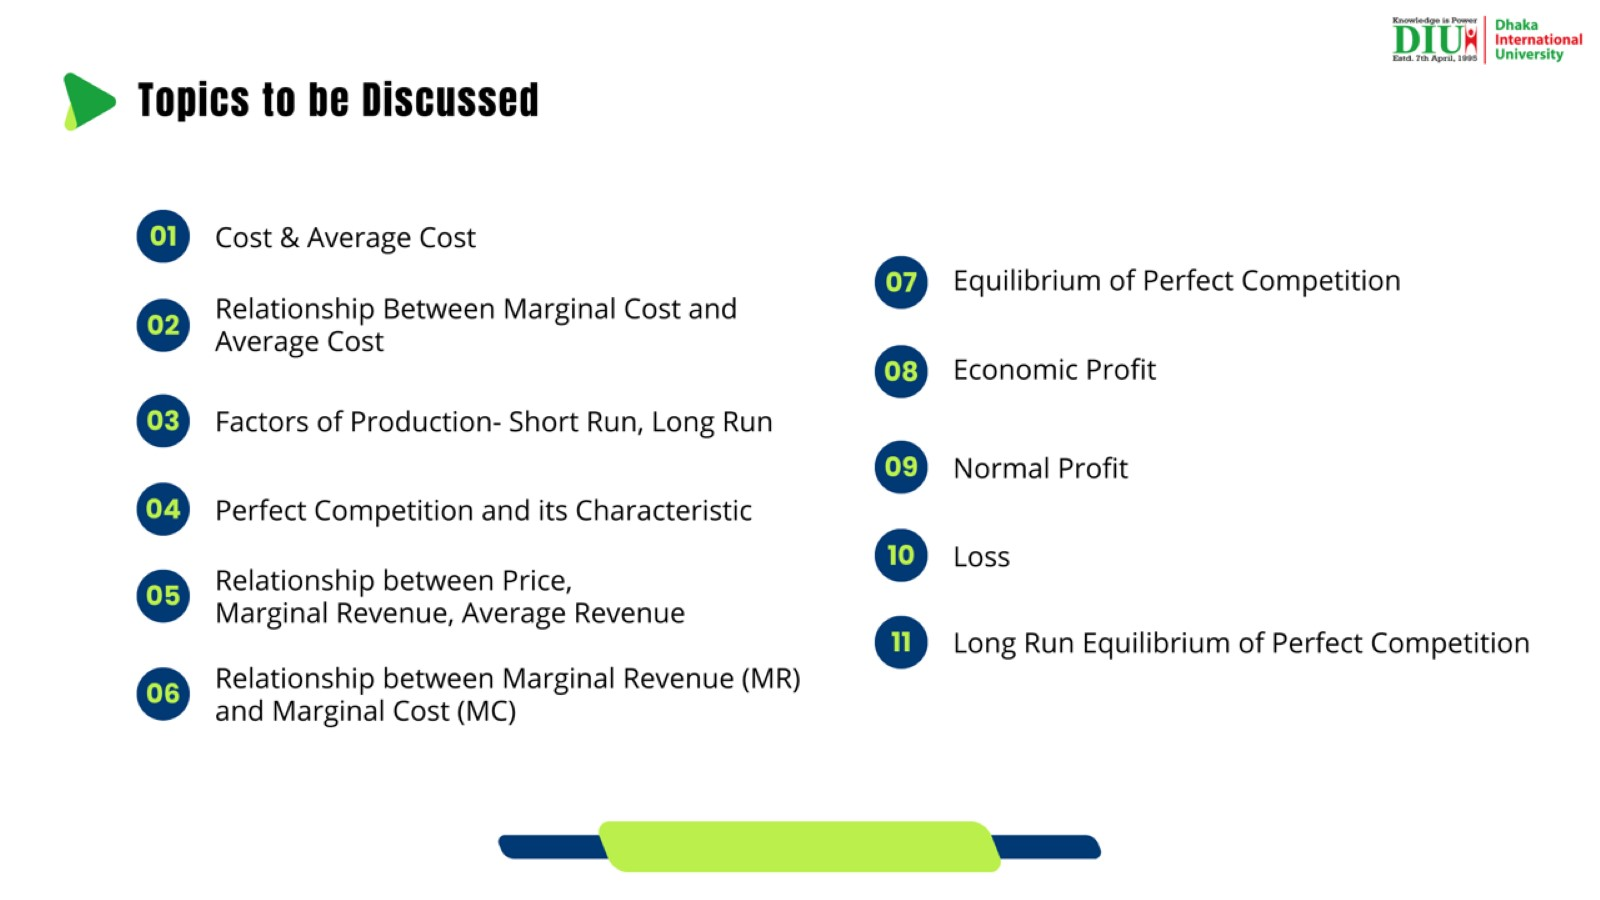 Knowledge is Power
DIU
Estd. 7th April, 1995
Dhaka
International
University
Topics to be Discussed
01
Cost & Average Cost
02
Relationship Between Marginal Cost and
Average Cost
03
Factors of Production- Short Run, Long Run
04
Perfect Competition and its Characteristic
05
Relationship between Price,
Marginal Revenue, Average Revenue
06
Relationship between Marginal Revenue (MR)
and Marginal Cost (MC)
07
Equilibrium of Perfect Competition
08
Economic Profit
09
Normal Profit
10
Loss
11
Long Run Equilibrium of Perfect Competition